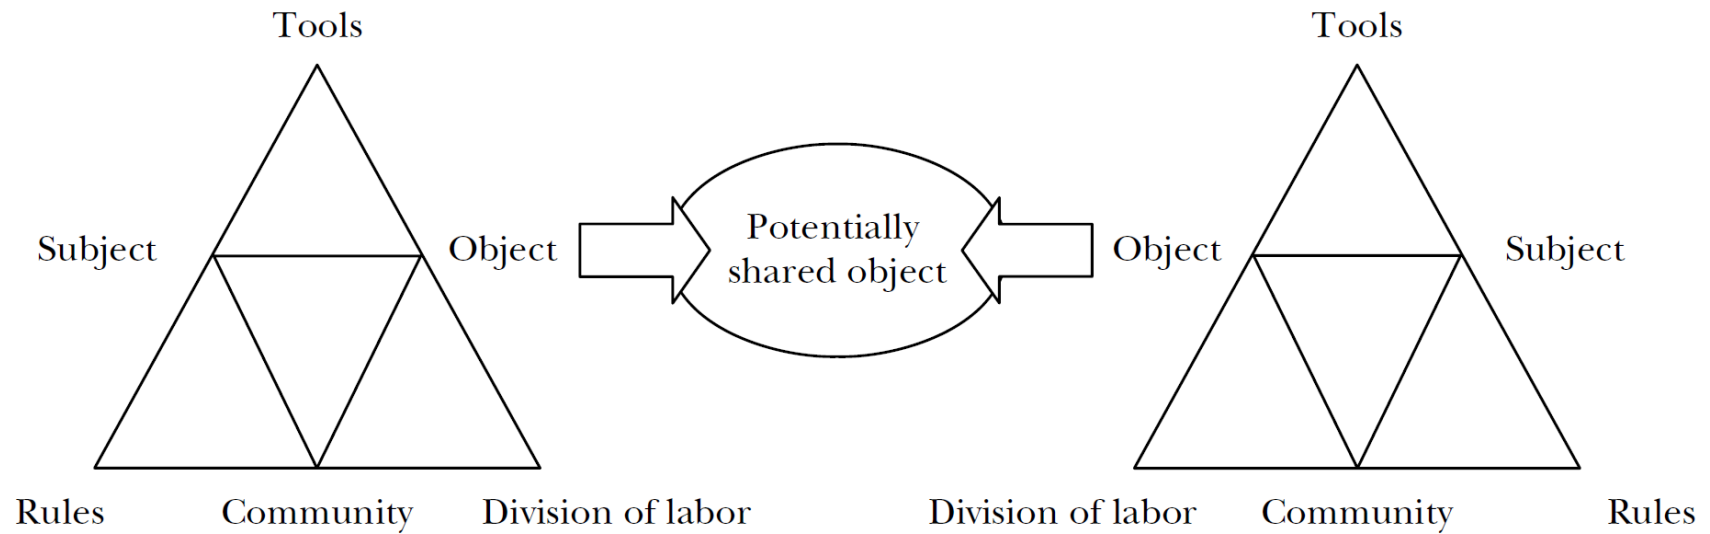 Tools
Tools
Subject
Object
Potentially
shared object
Object
Subject
Rules
Community
Division of labor
Division of labor
Community
Rules